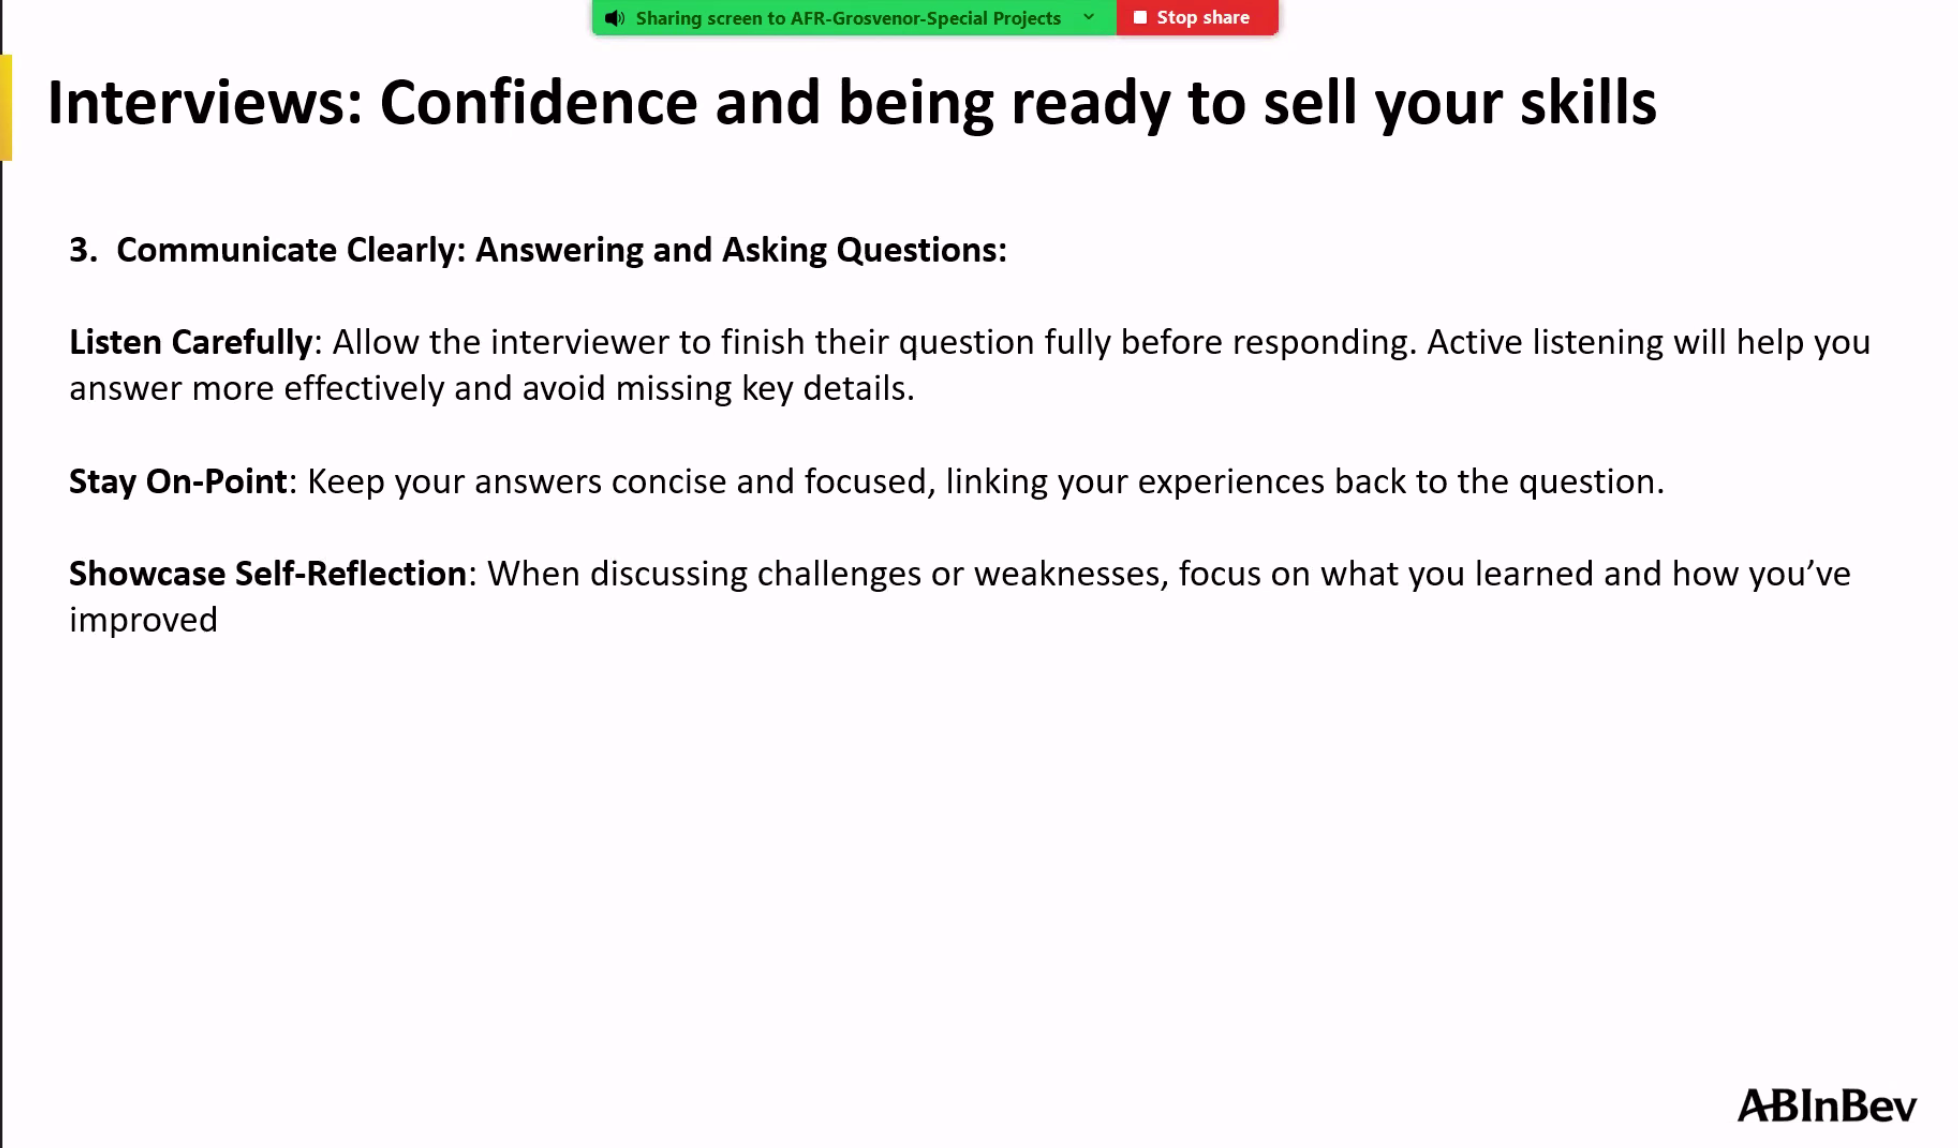 Sharing screen to AFR-Grosvenor-Special Projects Stop share
Interviews: Confidence and being ready to sell your skills
3. Communicate Clearly: Answering and Asking Questions:
Listen Carefully: Allow the interviewer to finish their question fully before responding. Active listening will help you
answer more effectively and avoid missing key details.
Stay On-Point: Keep your answers concise and focused, linking your experiences back to the question.
Showcase Self-Reflection: When discussing challenges or weaknesses, focus on what you learned and how you’ve
improved
ABInBev